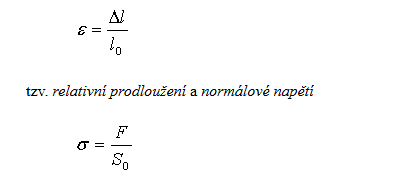 ε = Δl / l₀
tzv. relativní prodloužení a normálové napětí
σ = F / S₀